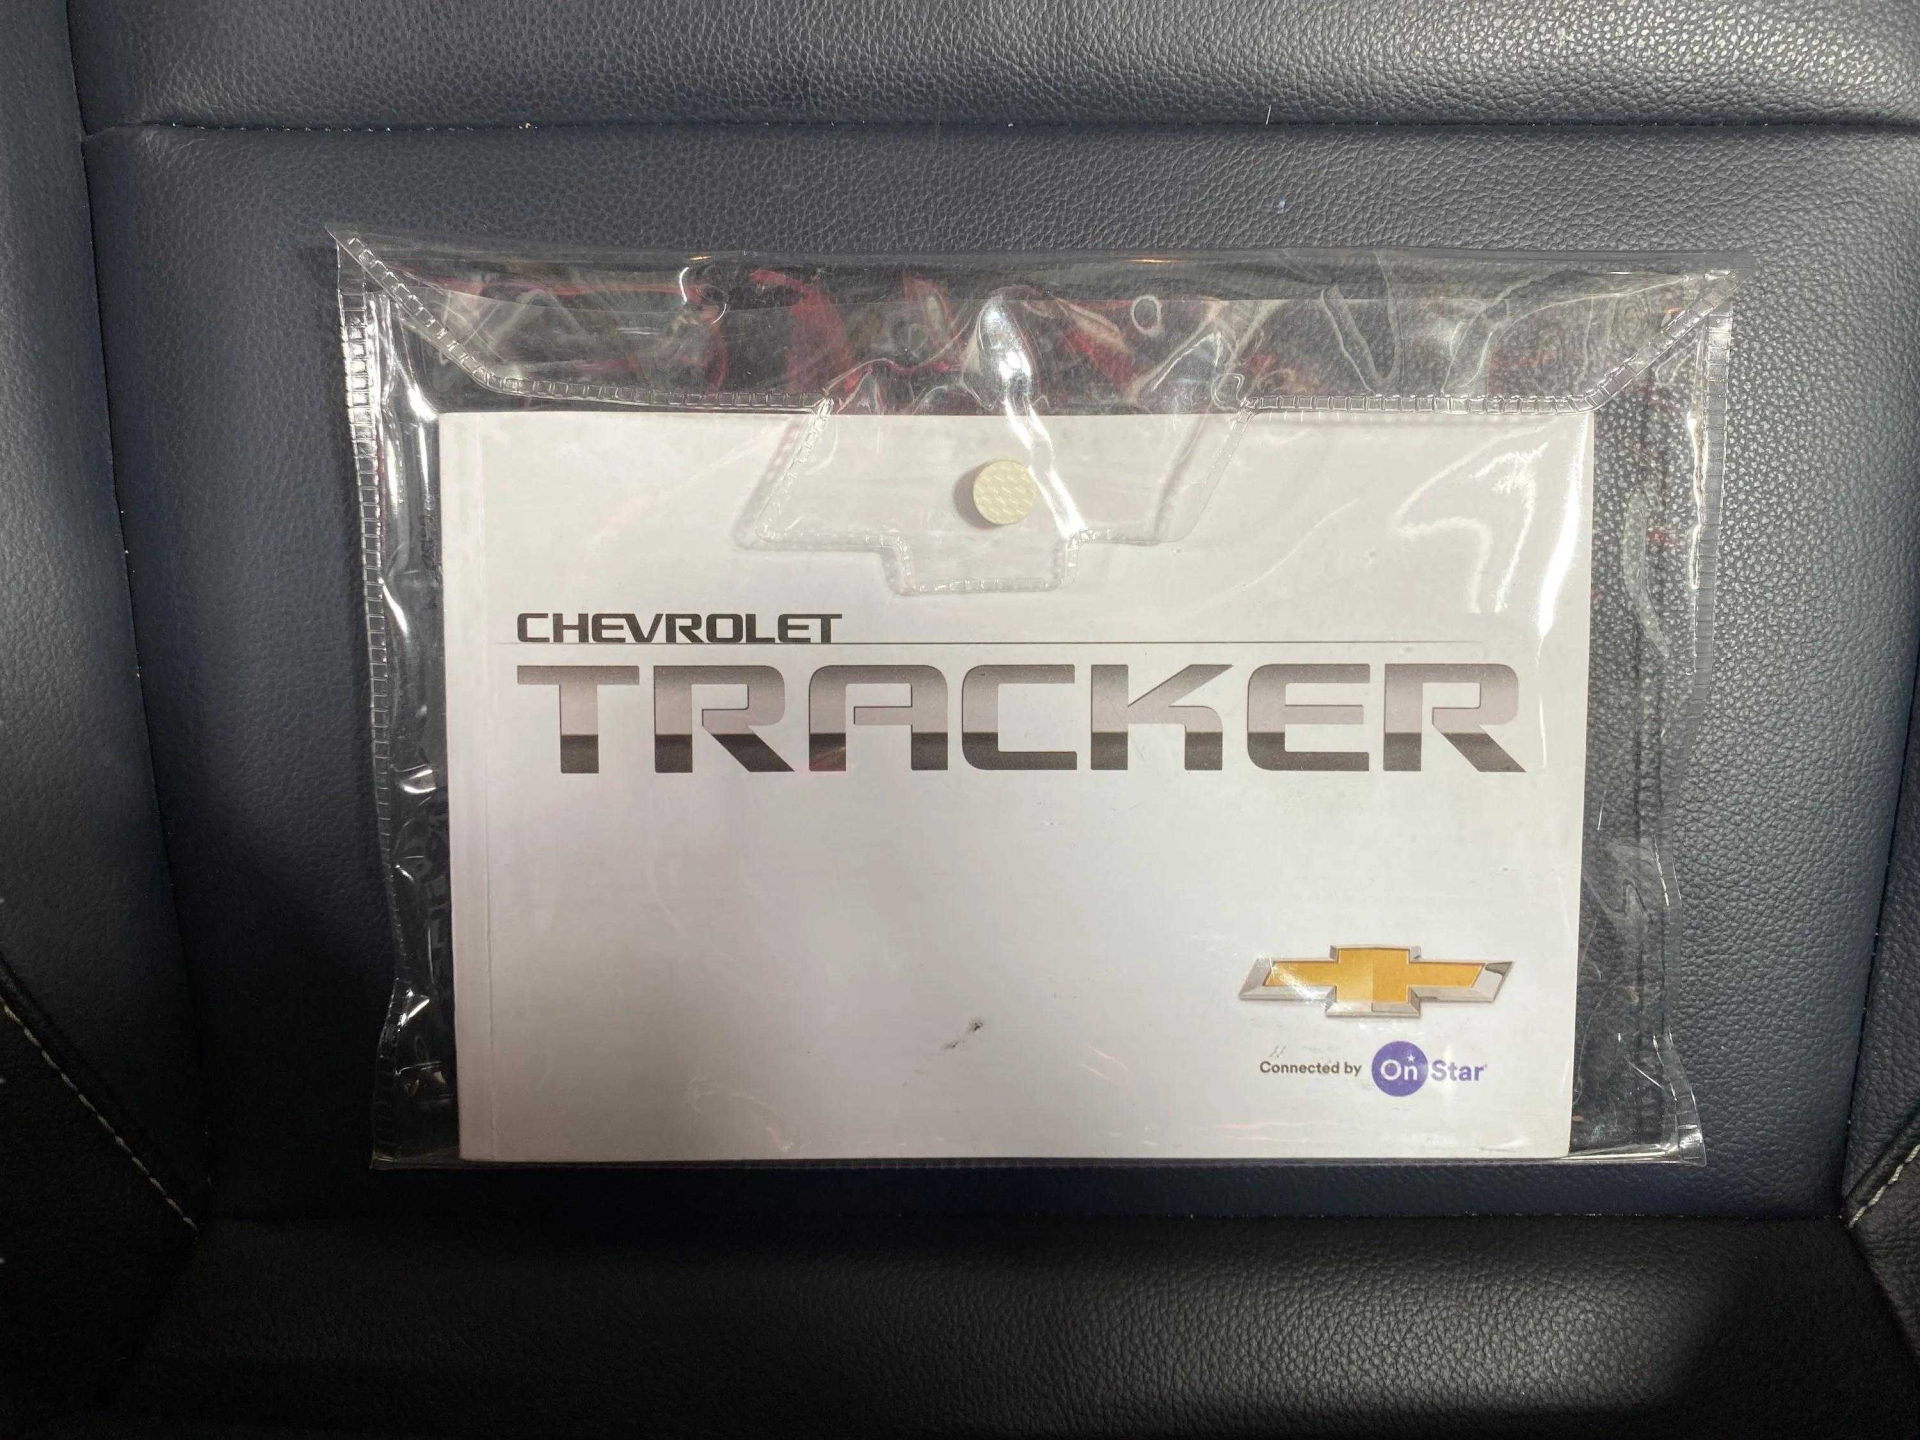 CHEVROLET
TRACKER
Connected by OnStar